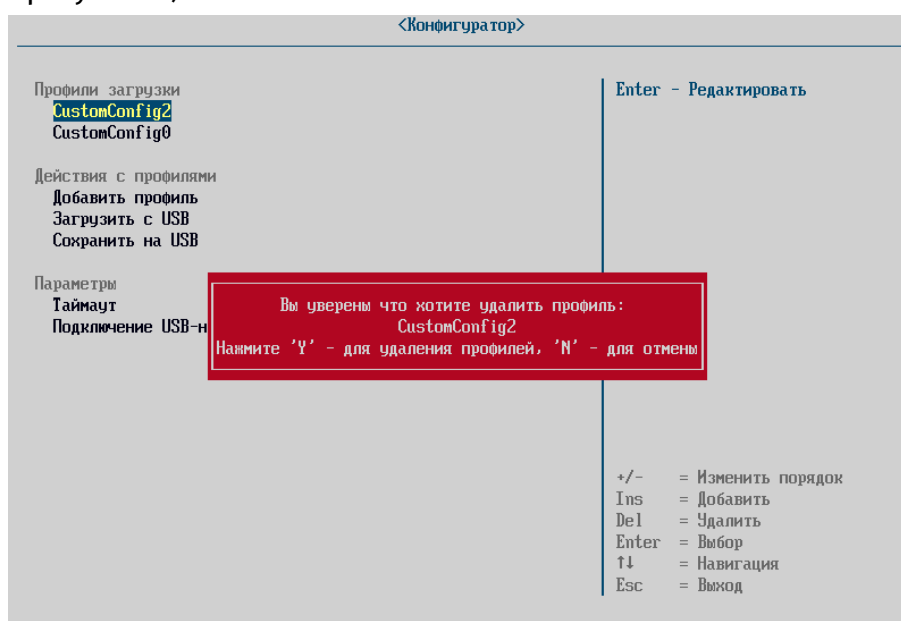 <Конфигуратор>
Профили загрузки
CustomConfig2
CustomConfig0
Действия с профилями
Добавить профиль
Загрузить с USB
Сохранить на USB
Параметры
Таймаут
Подключение USB-н
Enter - Редактировать
Вы уверены что хотите удалить профиль:
CustomConfig2
Нажмите 'Y' - для удаления профилей, 'N' - для отмены
+/- = Изменить порядок
Ins = Добавить
Del = Удалить
Enter = Выбор
↑↓ = Навигация
Esc = Выход